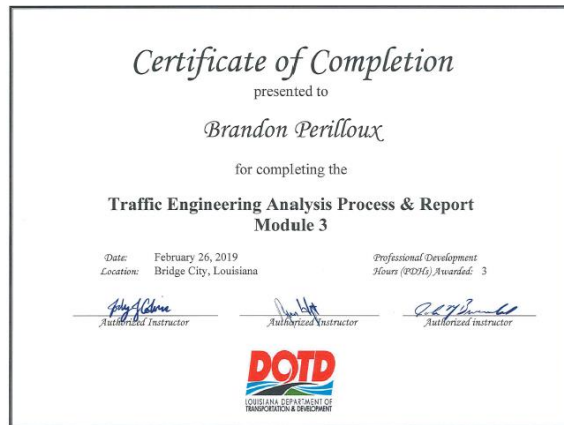 Certificate of Completion
presented to
Brandon Perilloux
for completing the
Traffic Engineering Analysis Process & Report
Module 3
Date: February 26, 2019
Location: Bridge City, Louisiana
Professional Development
Hours (PDHs) Awarded: 3
Authorized Instructor
Authorized Instructor
Authorized instructor
DOTD
LOUISIANA DEPARTMENT OF
TRANSPORTATION & DEVELOPMENT